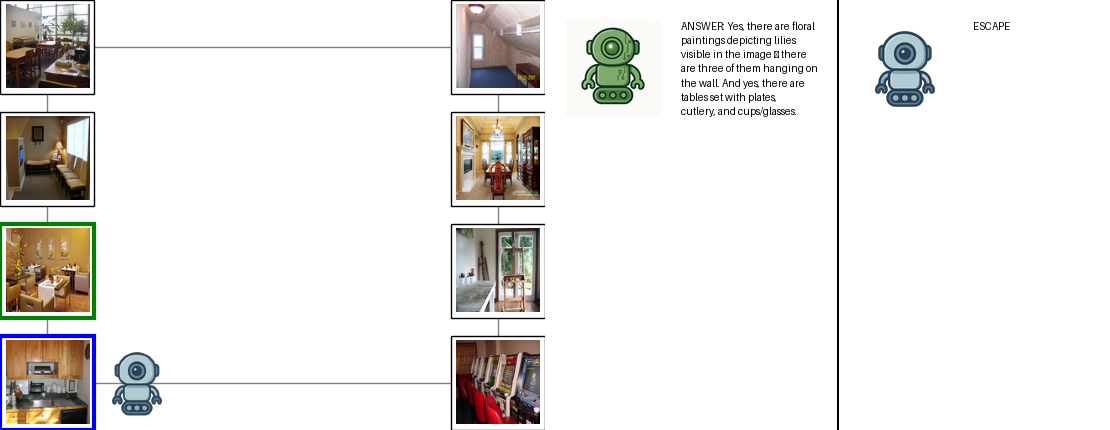 ANSWER: Yes, there are floral
paintings depicting lilies
visible in the image � there
are three of them hanging on
the wall. And yes, there are
tables set with plates,
cutlery, and cups/glasses.
ESCAPE